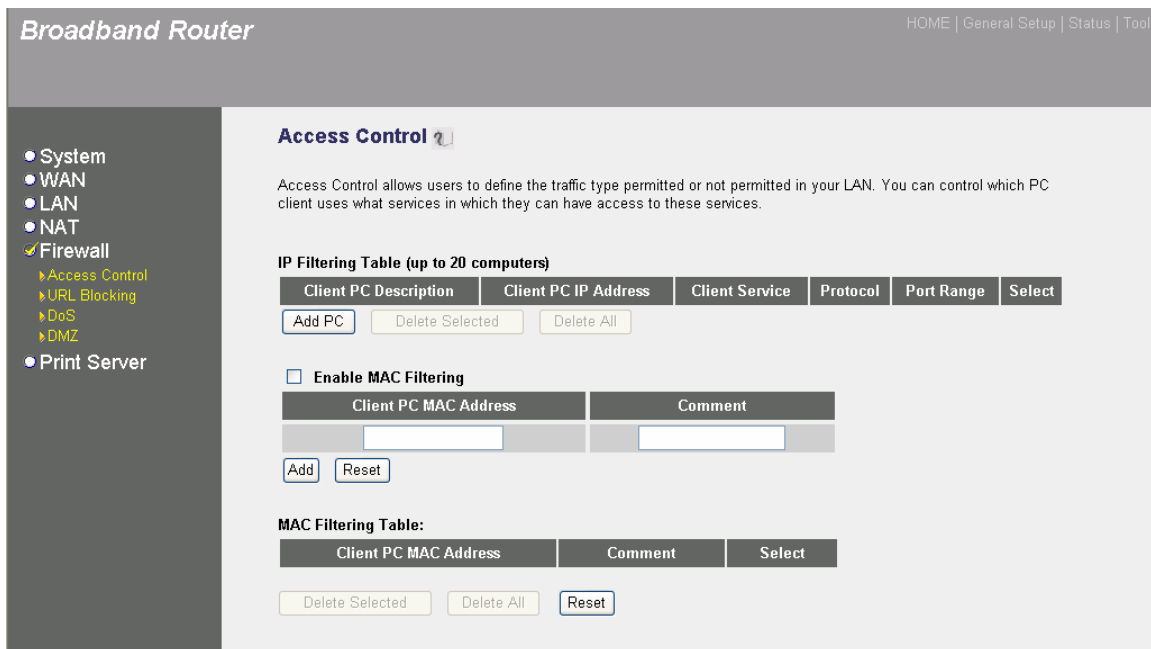 Broadband Router
HOME | General Setup | Status | Tool
System
WAN
LAN
NAT
Firewall
Access Control
URL Blocking
DoS
DMZ
Print Server
Access Control
Access Control allows users to define the traffic type permitted or not permitted in your LAN. You can control which PC
client uses what services in which they can have access to these services.
IP Filtering Table (up to 20 computers)
Client PC Description Client PC IP Address Client Service Protocol Port Range Select
Add PC Delete Selected Delete All
Enable MAC Filtering
Client PC MAC Address Comment
Add Reset
MAC Filtering Table:
Client PC MAC Address Comment Select
Delete Selected Delete All Reset